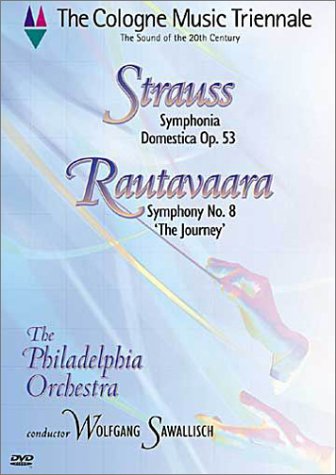 The Cologne Music Triennale
The Sound of the 20th Century
Strauss
Symphonia
Domestica Op. 53
Rautavaara
Symphony No. 8
'The Journey'
The
Philadelphia
Orchestra
conductor Wolfgang Sawallisch
DVD